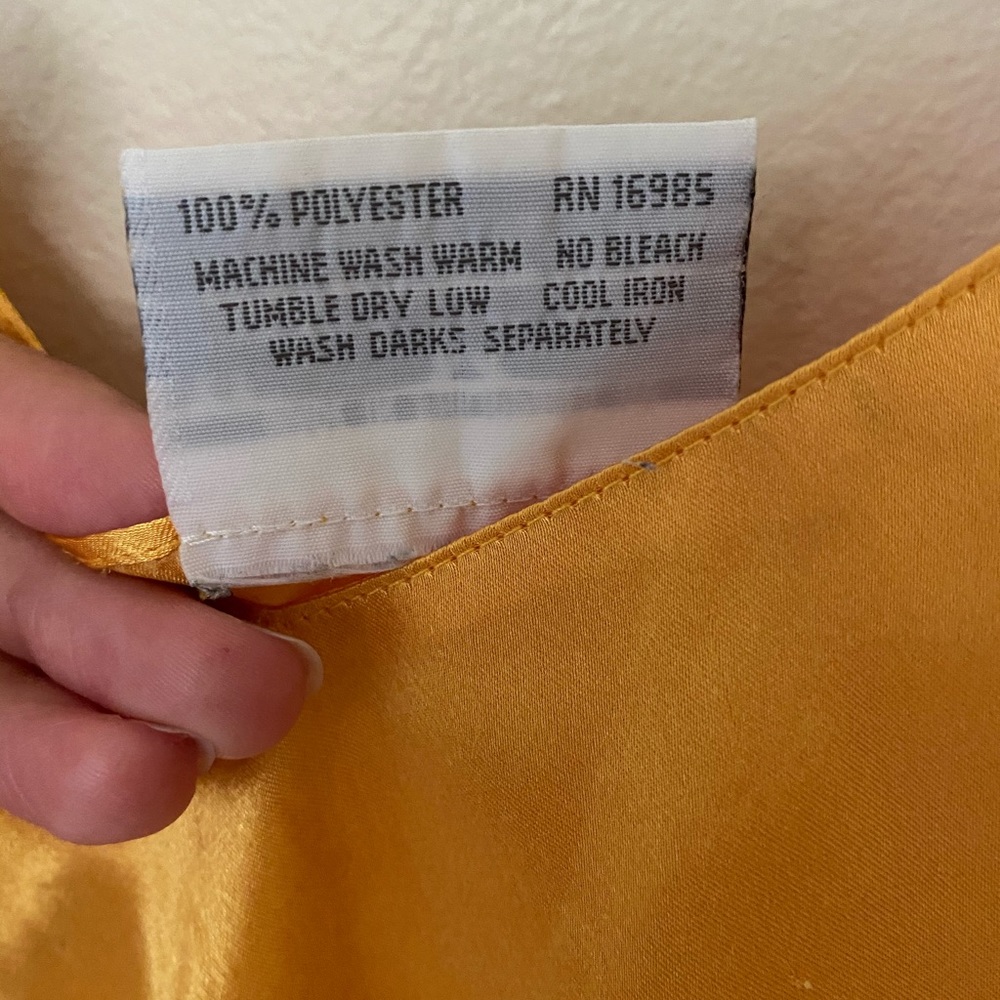 100% POLYESTER RN 16985
MACHINE WASH WARM NO BLEACH
TUMBLE DRY LOW COOL IRON
WASH DARKS SEPARATELY